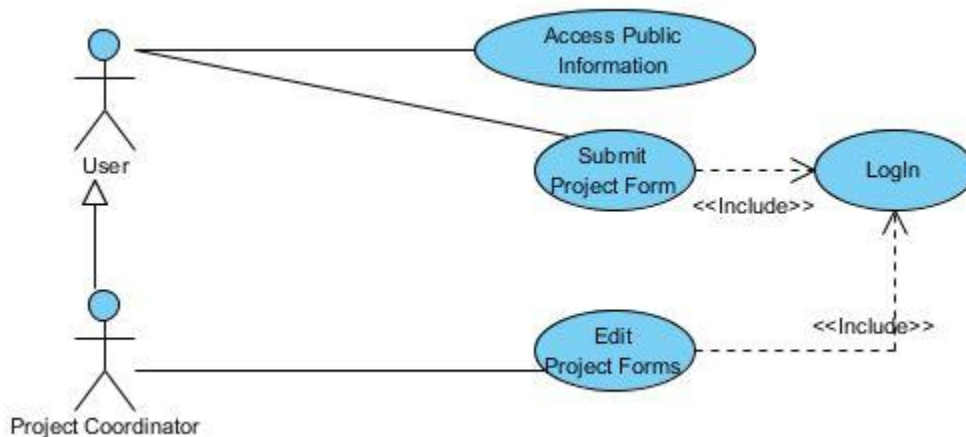 Access Public
Information
User
Submit
Project Form
<<Include>>
LogIn
Project Coordinator
Edit
Project Forms
<<Include>>